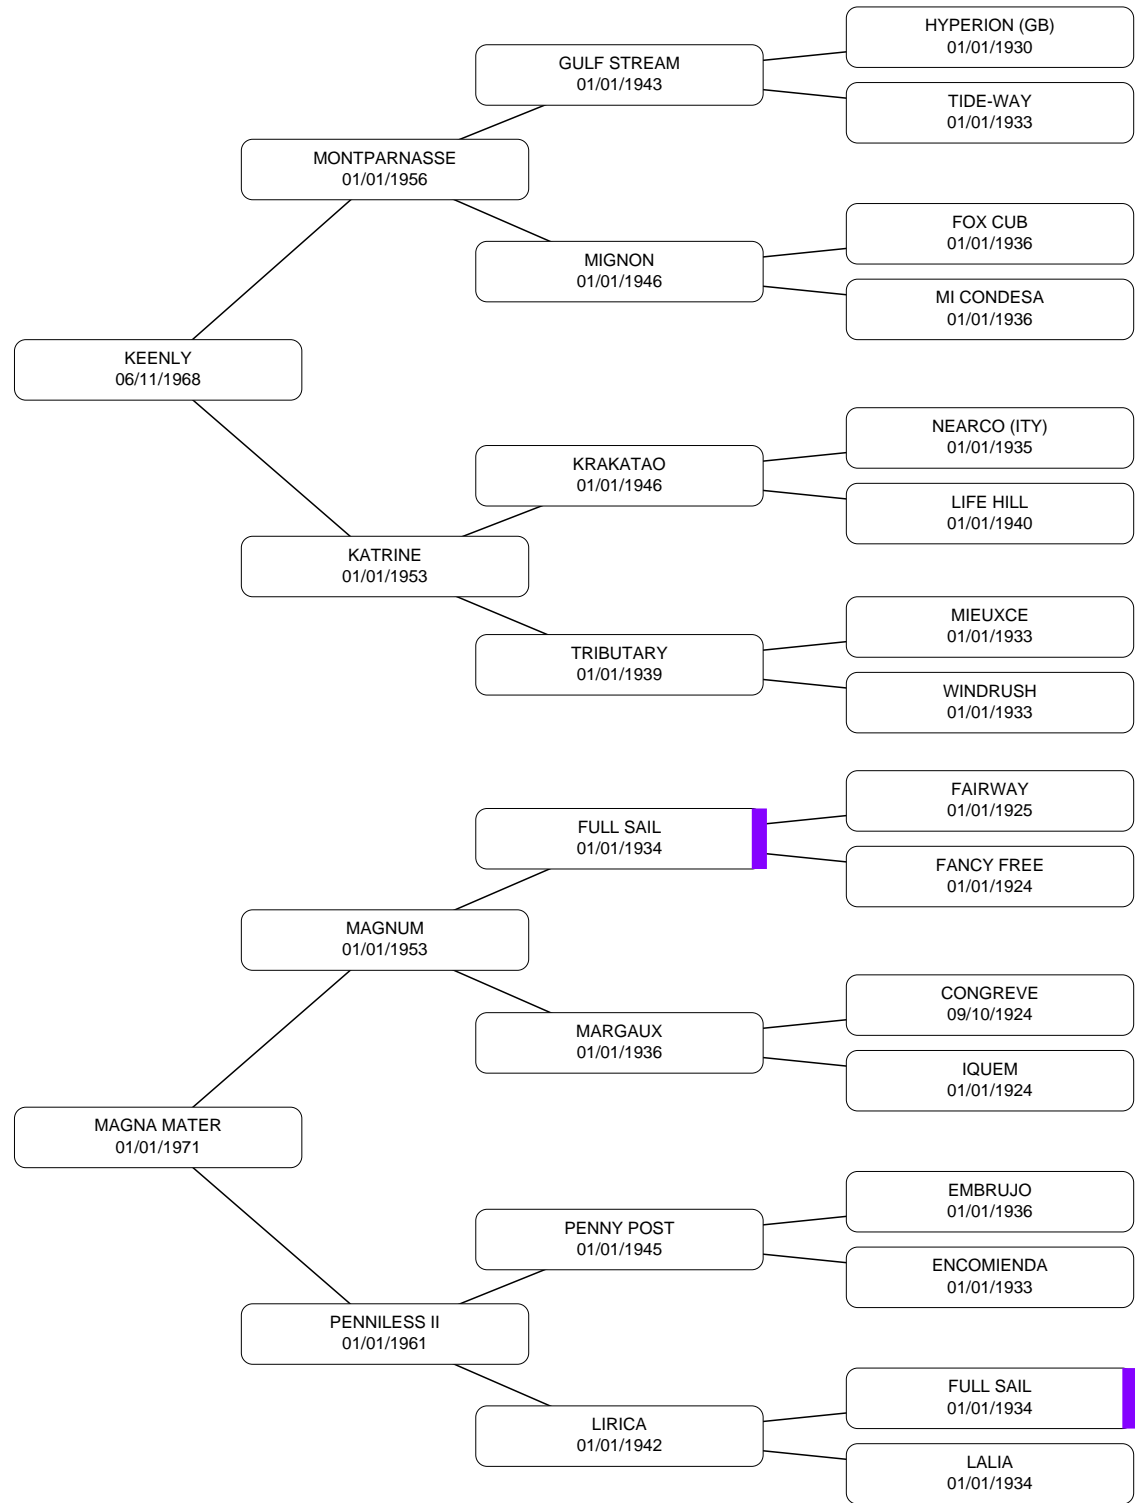 HYPERION (GB)
01/01/1930
GULF STREAM
01/01/1943
TIDE-WAY
01/01/1933
MONTPARNASSE
01/01/1956
FOX CUB
01/01/1936
MIGNON
01/01/1946
MI CONDESA
01/01/1936
KEENLY
06/11/1968
NEARCO (ITY)
01/01/1935
KRAKATAO
01/01/1946
LIFE HILL
01/01/1940
KATRINE
01/01/1953
MIEUXCE
01/01/1933
TRIBUTARY
01/01/1939
WINDRUSH
01/01/1933
FAIRWAY
01/01/1925
FULL SAIL
01/01/1934
FANCY FREE
01/01/1924
MAGNUM
01/01/1953
CONGREVE
09/10/1924
MARGAUX
01/01/1936
IQUEM
01/01/1924
MAGNA MATER
01/01/1971
EMBRUJO
01/01/1936
PENNY POST
01/01/1945
ENCOMIENDA
01/01/1933
PENNILESS II
01/01/1961
FULL SAIL
01/01/1934
LIRICA
01/01/1942
LALIA
01/01/1934